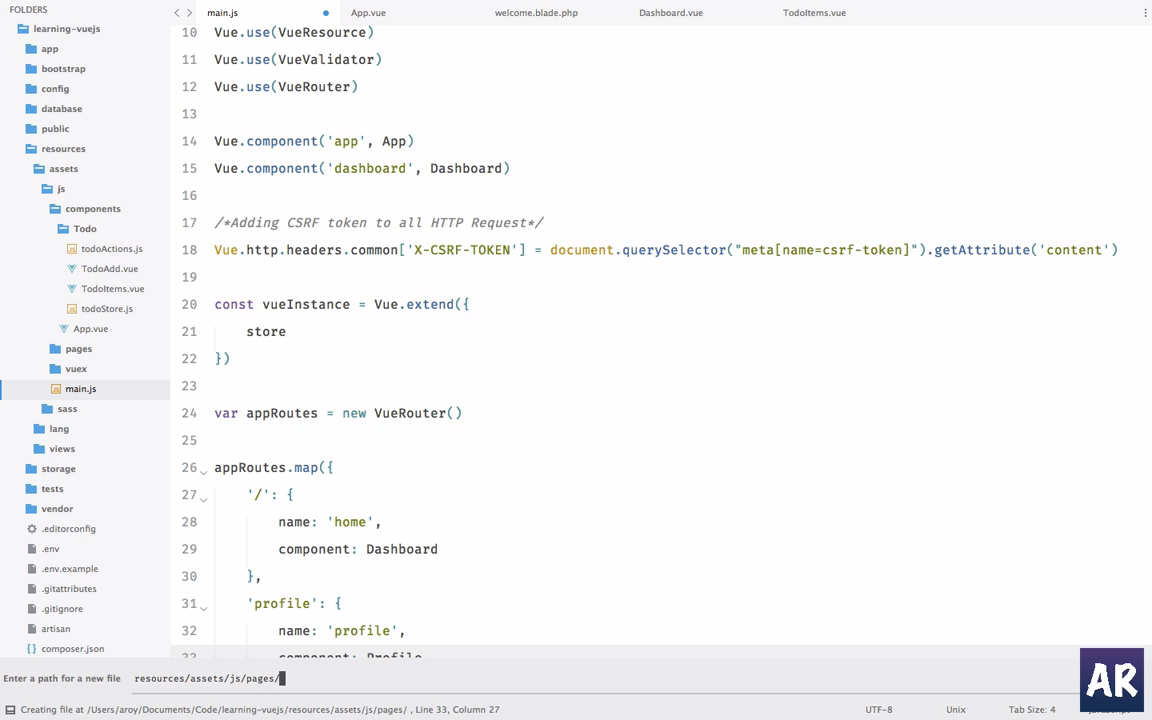 FOLDERS
learning-vuejs
app
bootstrap
config
database
public
resources
assets
js
components
Todo
todoActions.js
TodoAdd.vue
TodoItems.vue
todoStore.js
App.vue
pages
vuex
main.js
sass
lang
views
storage
tests
vendor
.editorconfig
.env
.env.example
.gitattributes
.gitignore
artisan
composer.json
main.js App.vue welcome.blade.php Dashboard.vue TodoItems.vue
10 Vue.use(VueResource)
11 Vue.use(VueValidator)
12 Vue.use(VueRouter)
13
14 Vue.component('app', App)
15 Vue.component('dashboard', Dashboard)
16
17 /*Adding CSRF token to all HTTP Request*/
18 Vue.http.headers.common['X-CSRF-TOKEN'] = document.querySelector("meta[name=csrf-token]").getAttribute('content')
19
20 const vueInstance = Vue.extend({
21 store
22 })
23
24 var appRoutes = new VueRouter()
25
26 appRoutes.map({
27 '/': {
28 name: 'home',
29 component: Dashboard
30 },
31 'profile': {
32 name: 'profile',
33 component: Profile
Enter a path for a new file resources/assets/js/pages/
Creating file at /Users/aroy/Documents/Code/learning-vuejs/resources/assets/js/pages/ , Line 33, Column 27 UTF-8 Unix Tab Size: 4
AR